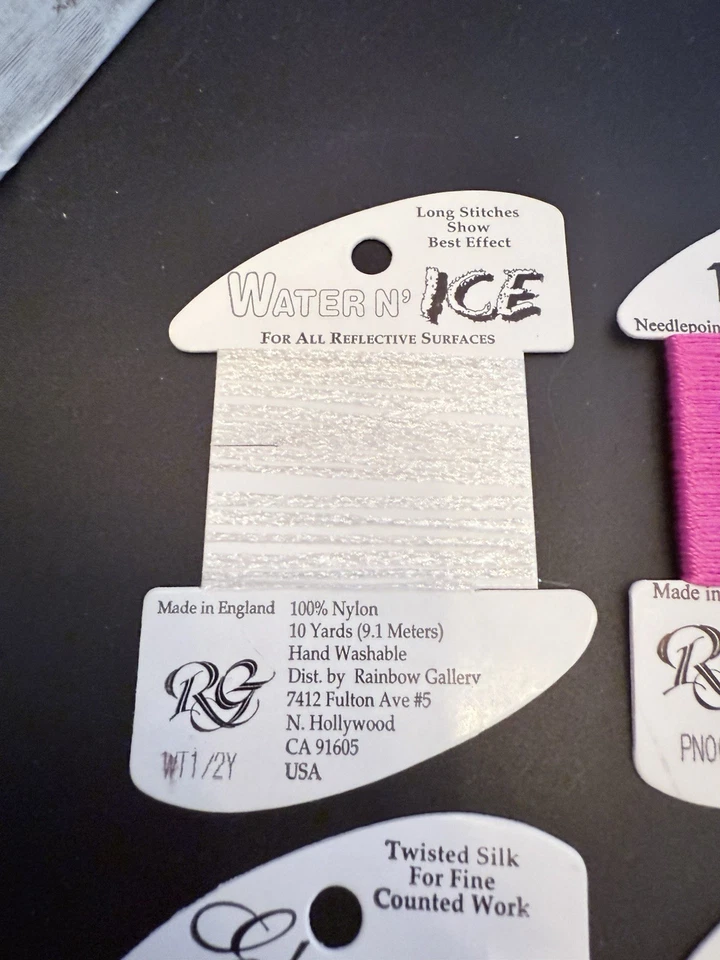 Long Stitches
Show
Best Effect
WATER N' ICE
FOR ALL REFLECTIVE SURFACES
Made in England
100% Nylon
10 Yards (9.1 Meters)
Hand Washable
Dist. by Rainbow Gallery
7412 Fulton Ave #5
N. Hollywood
CA 91605
USA
RG
WT1/2Y
Needlepoin
Made in
Twisted Silk
For Fine
Counted Work